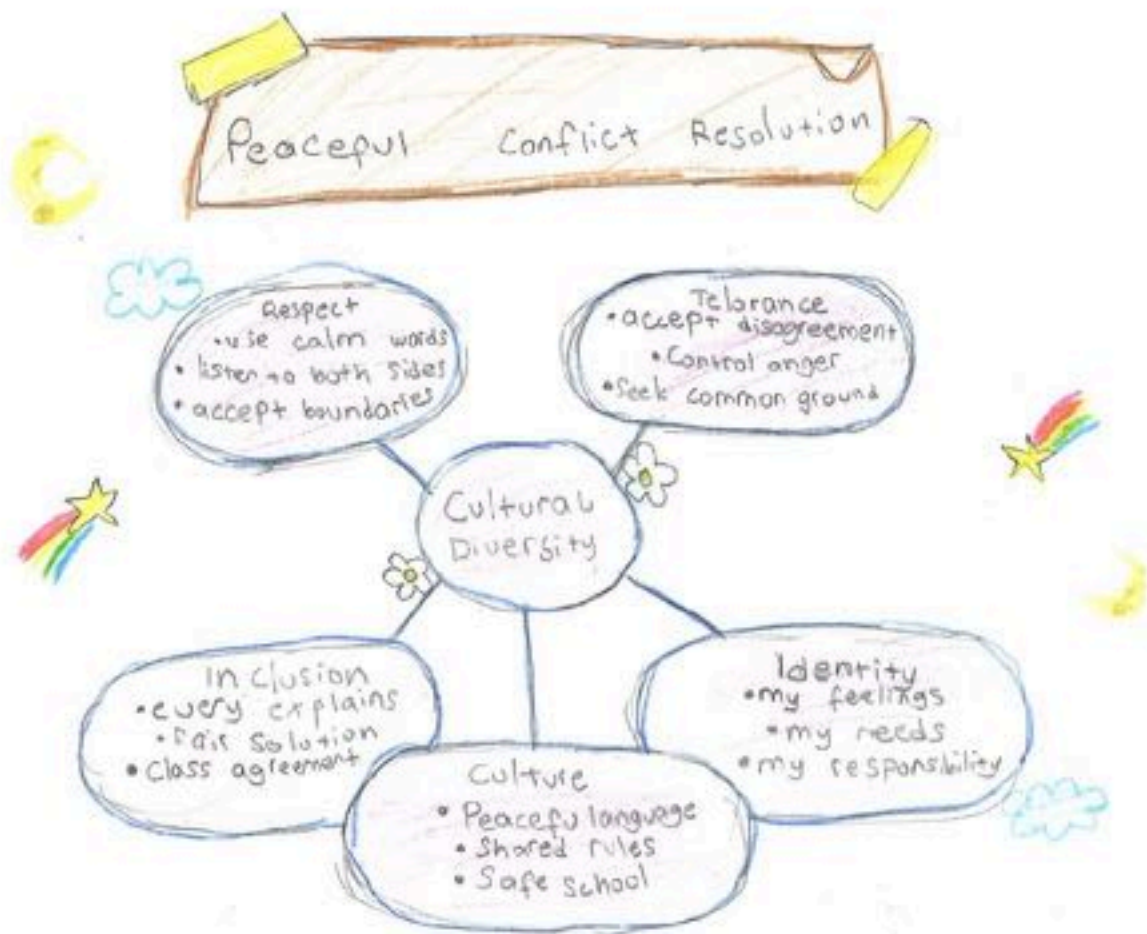 Peaceful Conflict Resolution
Respect
• use calm words
• listen to both sides
• accept boundaries
Telorance
• accept disagreement
• Control anger
• Seek common ground
Cultural
Diversity
Inclusion
• every explains
• Fair Solution
• Class agreement
Culture
• Peaceful language
• Shared rules
• Safe School
Identity
• my feelings
• my needs
• my responsibility